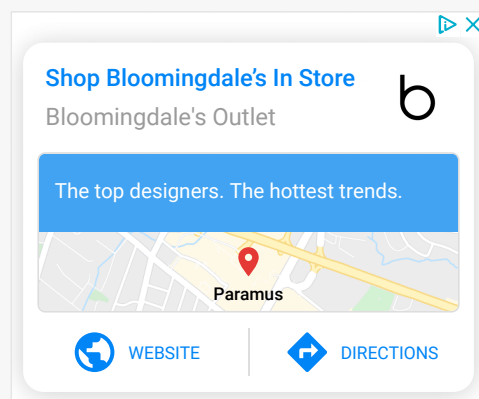 Shop Bloomingdale's In Store
Bloomingdale's Outlet
b
The top designers. The hottest trends.
Paramus
WEBSITE
DIRECTIONS